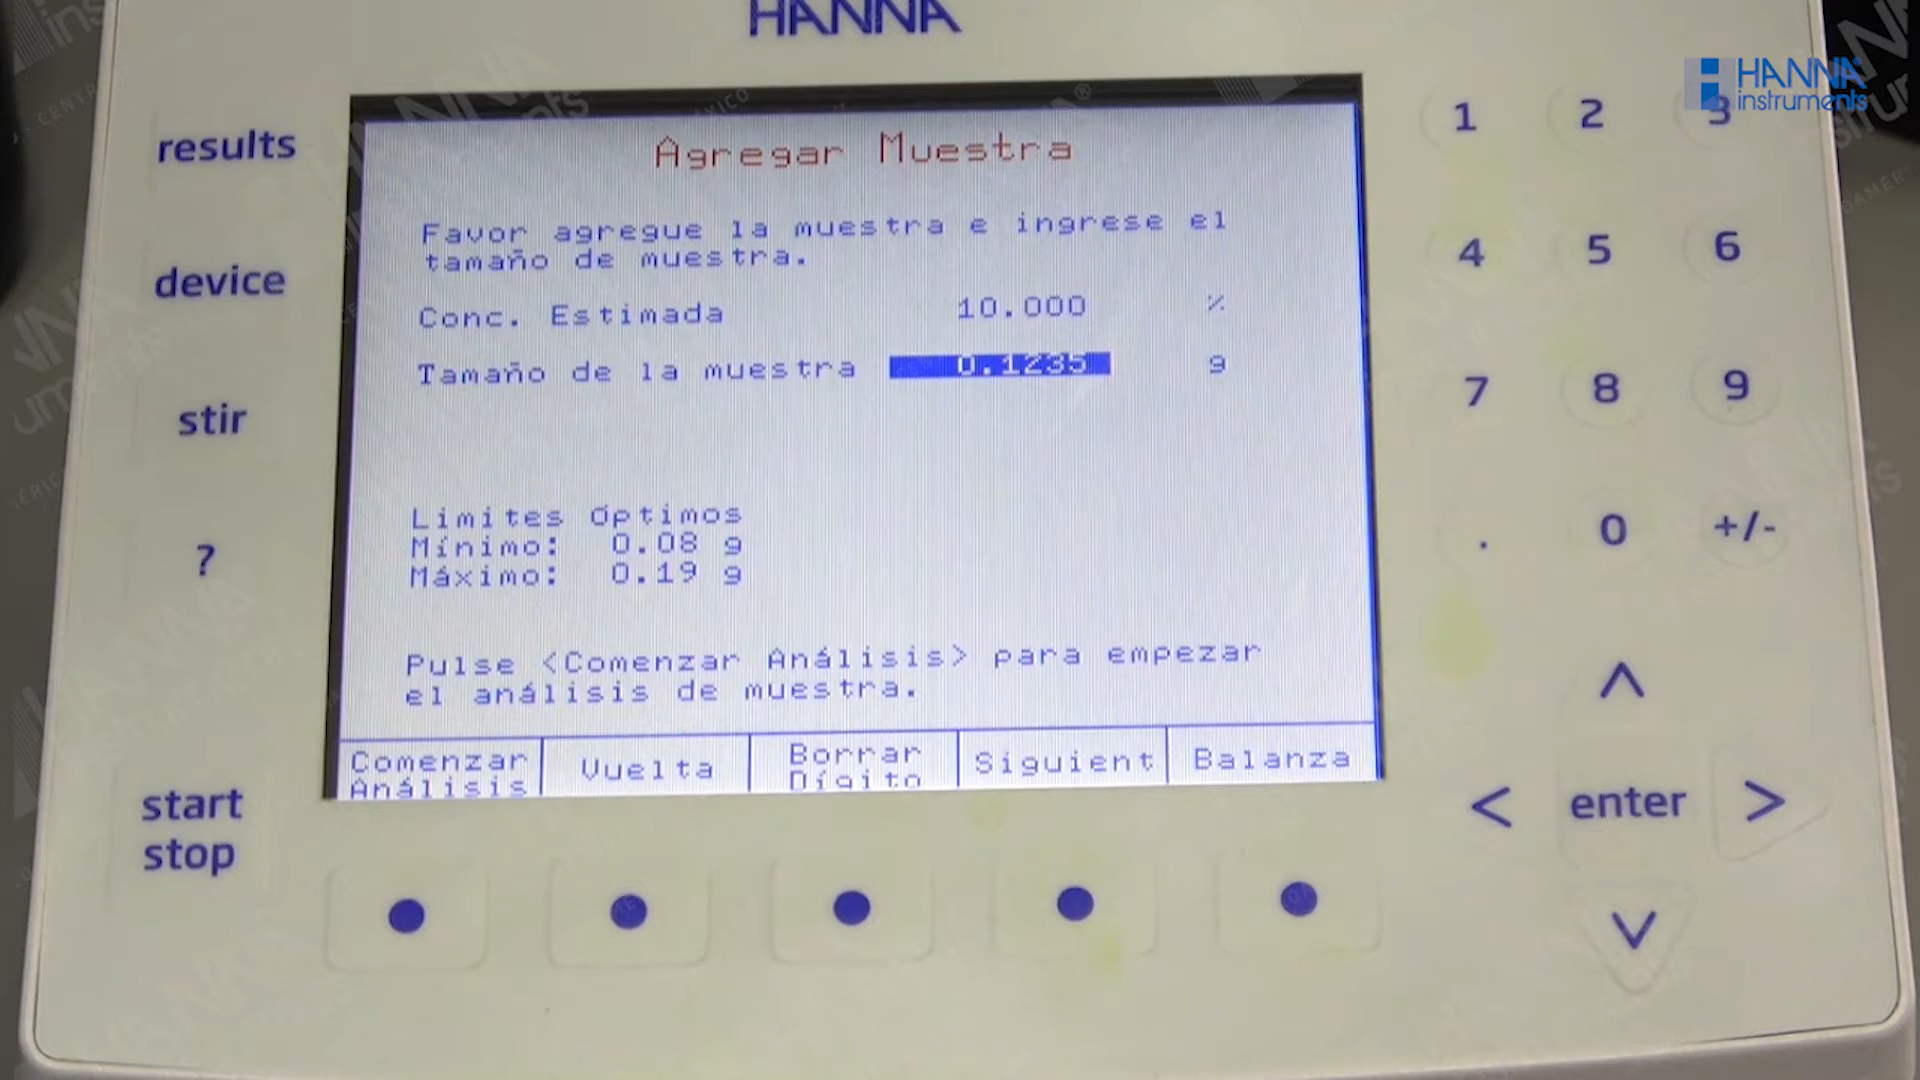 HANNA
HANNA
instruments
results
device
stir
?
start
stop
Agregar Muestra
Favor agregue la muestra e ingrese el
tamaño de muestra.
Conc. Estimada 10.000 %
Tamaño de la muestra 0.1235 g
Limites Óptimos
Mínimo: 0.08 g
Máximo: 0.19 g
Pulse <Comenzar Análisis> para empezar
el análisis de muestra.
Comenzar
Análisis
Vuelta
Borrar
Dígito
Siguient
Balanza
1 2 3
4 5 6
7 8 9
. 0 +/-
< enter >